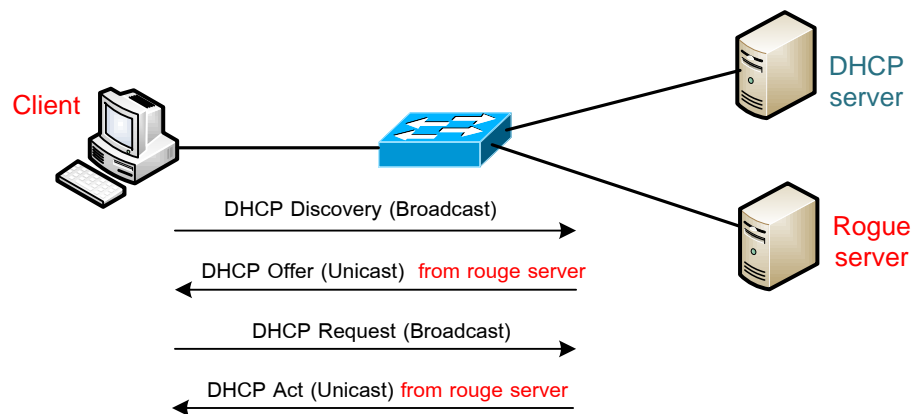 Client
DHCP
server
DHCP Discovery (Broadcast)
Rogue
server
DHCP Offer (Unicast) from rouge server
DHCP Request (Broadcast)
DHCP Act (Unicast) from rouge server